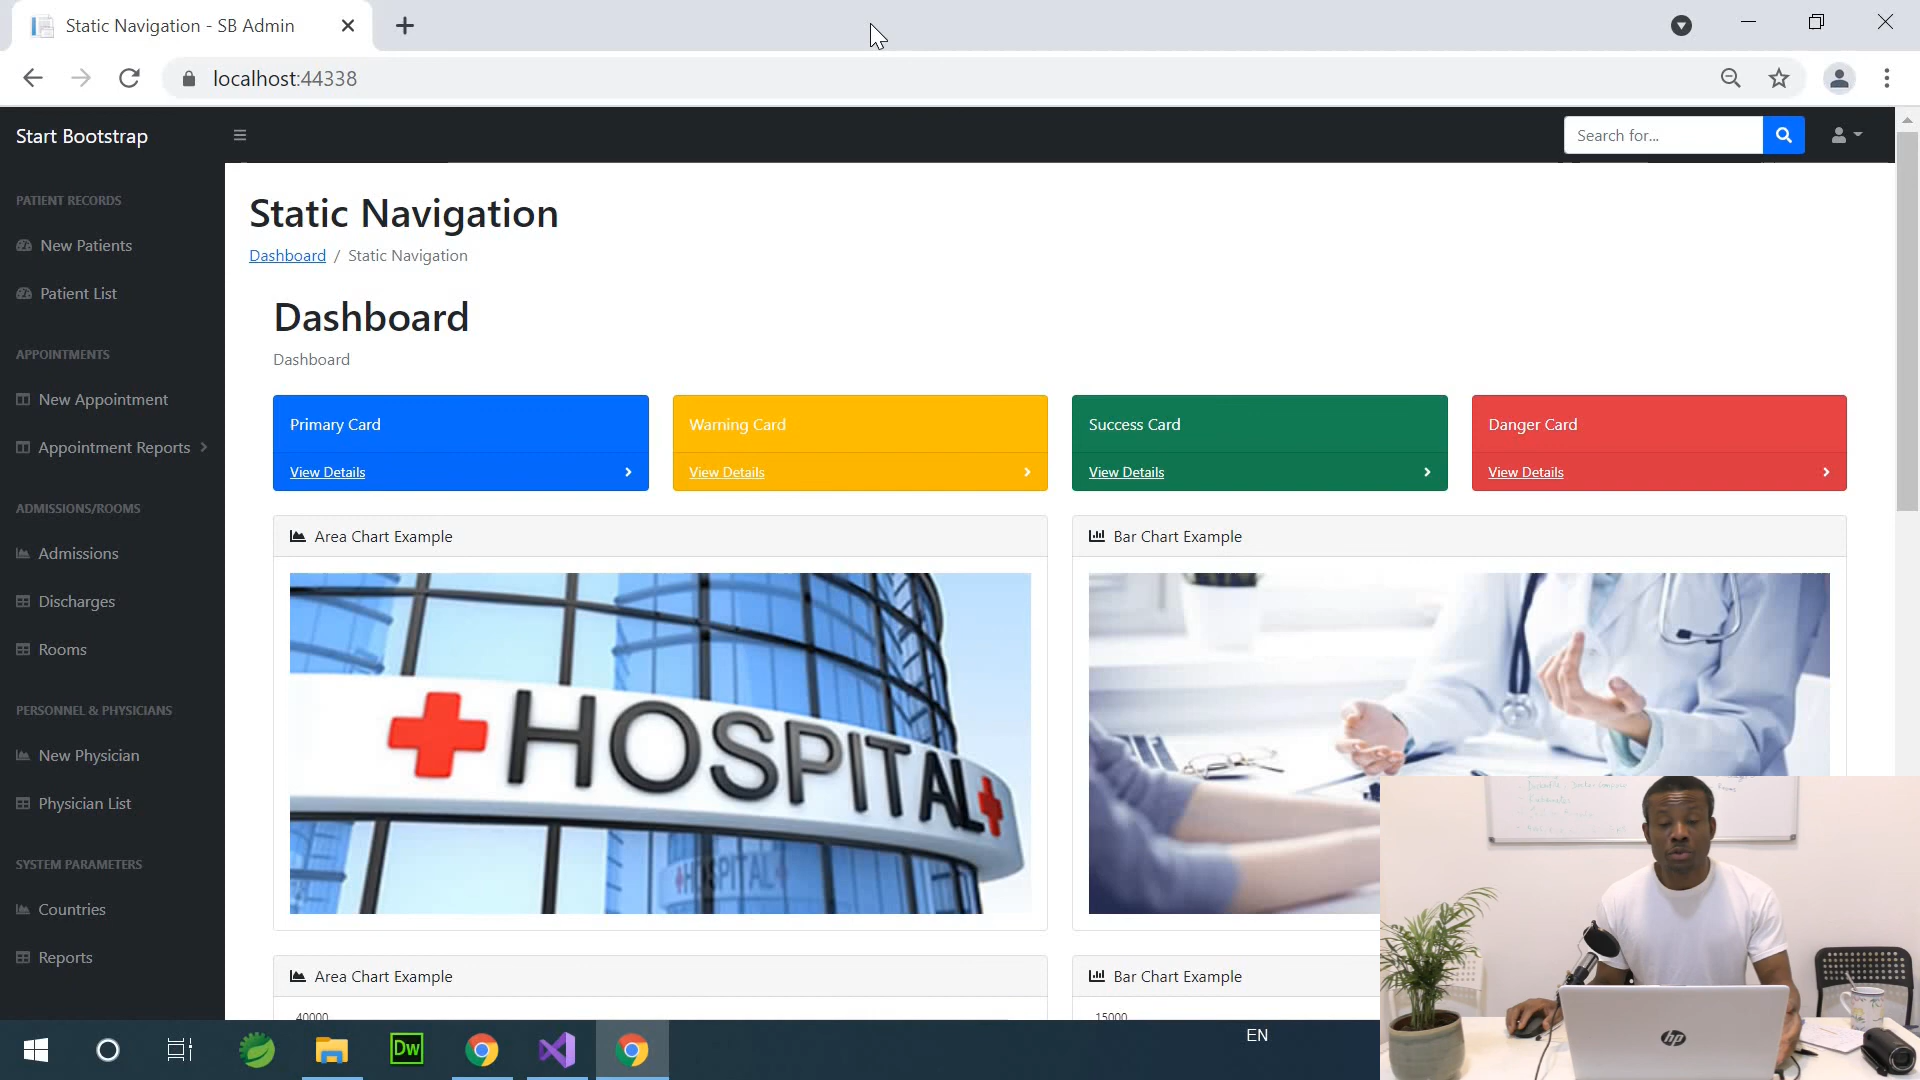 Static Navigation - SB Admin
localhost:44338
Start Bootstrap
Search for...
PATIENT RECORDS
New Patients
Patient List
APPOINTMENTS
New Appointment
Appointment Reports
ADMISSIONS/ROOMS
Admissions
Discharges
Rooms
PERSONNEL & PHYSICIANS
New Physician
Physician List
SYSTEM PARAMETERS
Countries
Reports
Static Navigation
Dashboard / Static Navigation
Dashboard
Dashboard
Primary Card
View Details
Warning Card
View Details
Success Card
View Details
Danger Card
View Details
Area Chart Example
Bar Chart Example
HOSPITAL
HOSPITAL
Area Chart Example
Bar Chart Example
40000
15000
Dw
EN
hp